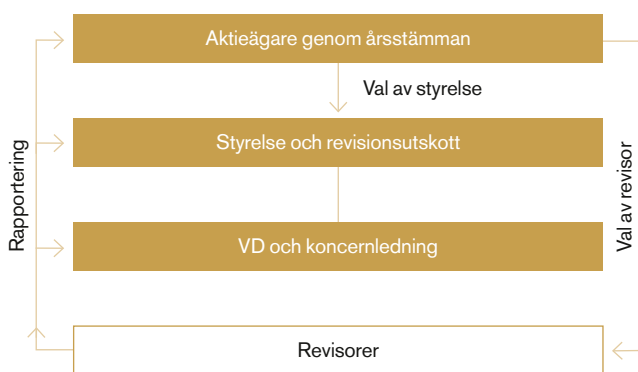 Aktieägare genom årsstämman
Val av styrelse
Styrelse och revisionsutskott
Rapportering
Val av revisor
VD och koncernledning
Revisorer